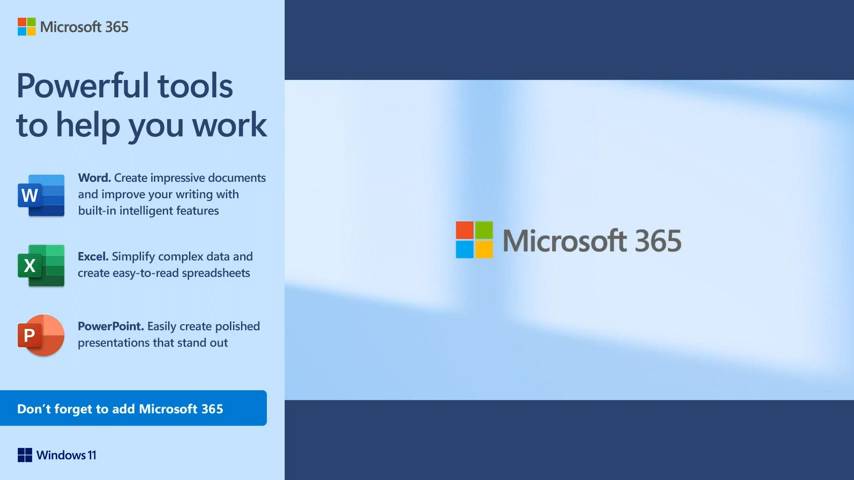 Microsoft 365
Powerful tools
to help you work
W
Word. Create impressive documents
and improve your writing with
built-in intelligent features
X
Excel. Simplify complex data and
create easy-to-read spreadsheets
P
PowerPoint. Easily create polished
presentations that stand out
Don't forget to add Microsoft 365
Windows 11
Microsoft 365